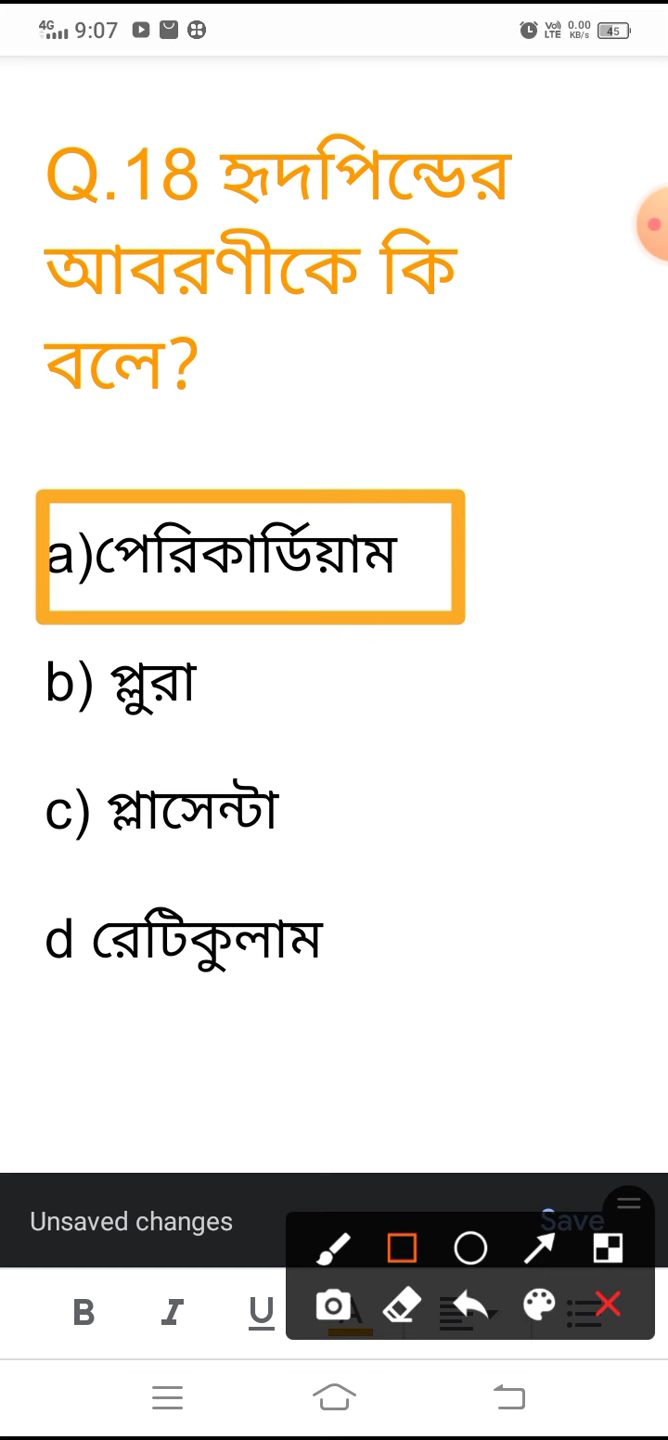 4G 9:07 Vo) LTE 0.00 KB/s 45
Q.18 হৃদপিন্ডের
আবরণীকে কি
বলে?
a)পেরিকার্ডিয়াম
b) প্লুরা
c) প্লাসেন্টা
d রেটিকুলাম
Unsaved changes Save
B I U A